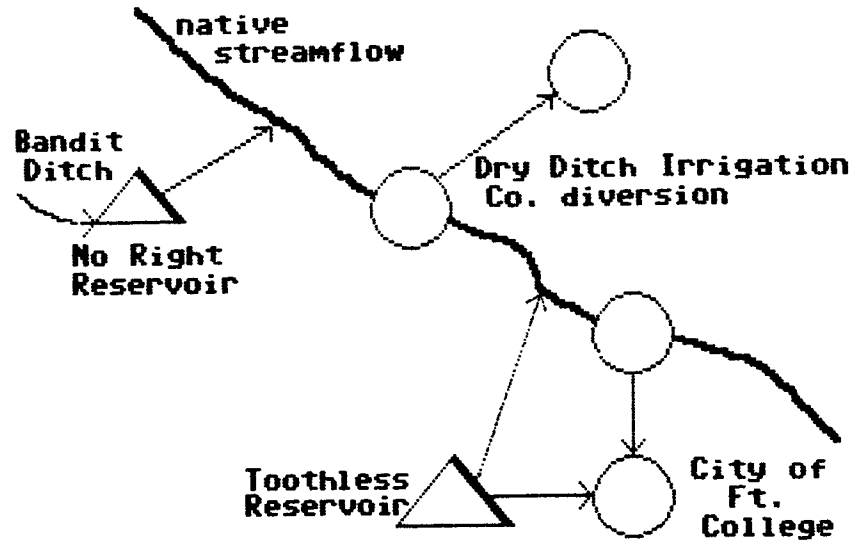 native
streamflow
Bandit
Ditch
Dry Ditch Irrigation
Co. diversion
No Right
Reservoir
Toothless
Reservoir
City of
Ft.
College